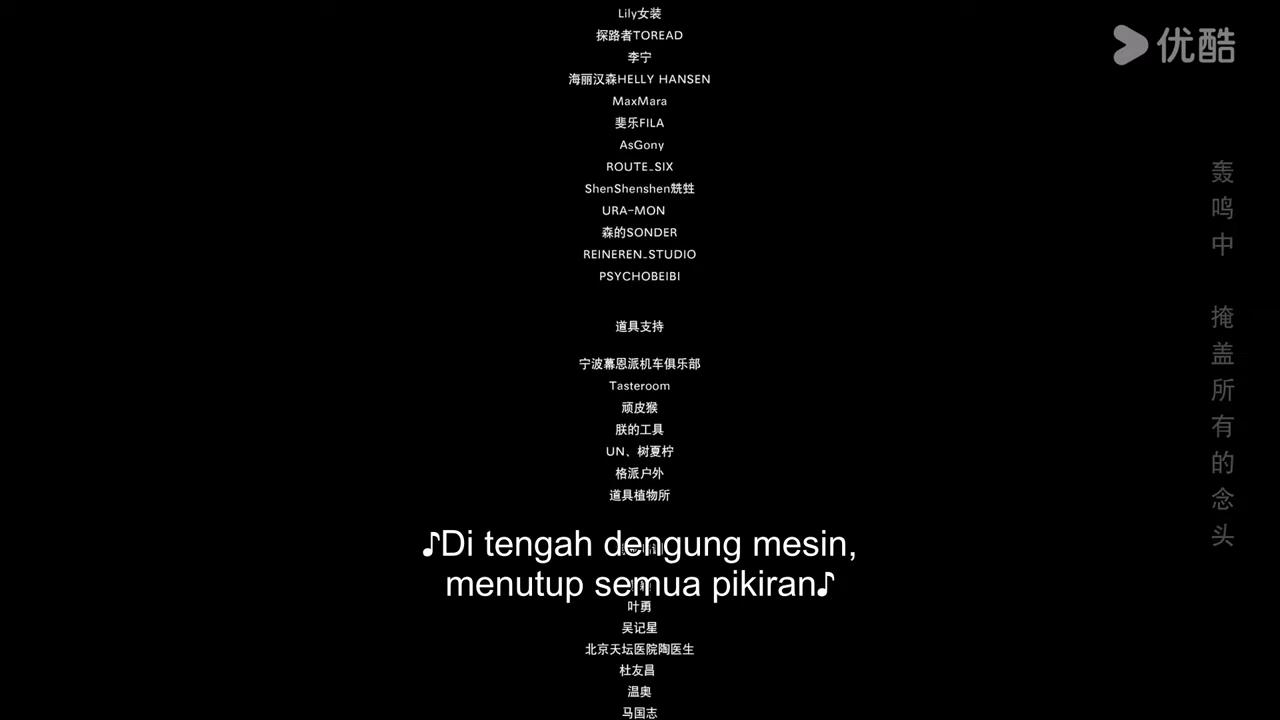 Lily女装
探路者TOREAD
李宁
海丽汉森HELLY HANSEN
MaxMara
斐乐FILA
AsGony
ROUTE_SIX
ShenShenshen兟甡
URA-MON
森的SONDER
REINEREN_STUDIO
PSYCHOBEIBI
道具支持
宁波幕恩派机车俱乐部
Tasteroom
顽皮猴
朕的工具
UN、树夏柠
格派户外
道具植物所
♪Di tengah dengung mesin,
menutup semua pikiran♪
叶勇
吴记星
北京天坛医院陶医生
杜友昌
温奥
马国志
优酷
轰鸣中 掩盖所有的念头